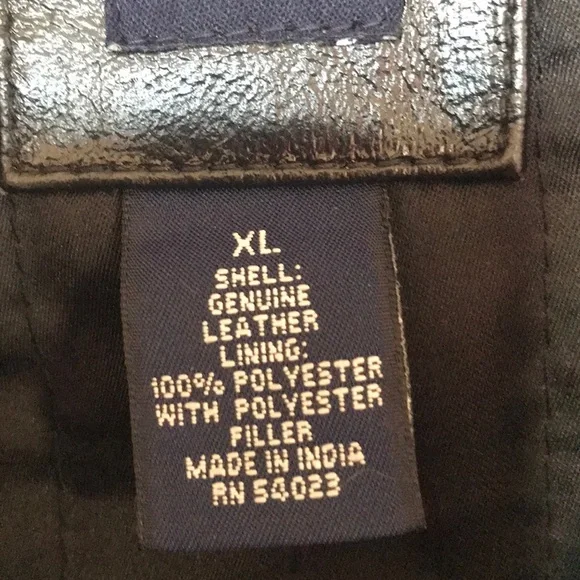 XL
SHELL:
GENUINE
LEATHER
LINING:
100% POLYESTER
WITH POLYESTER
FILLER
MADE IN INDIA
RN 54023